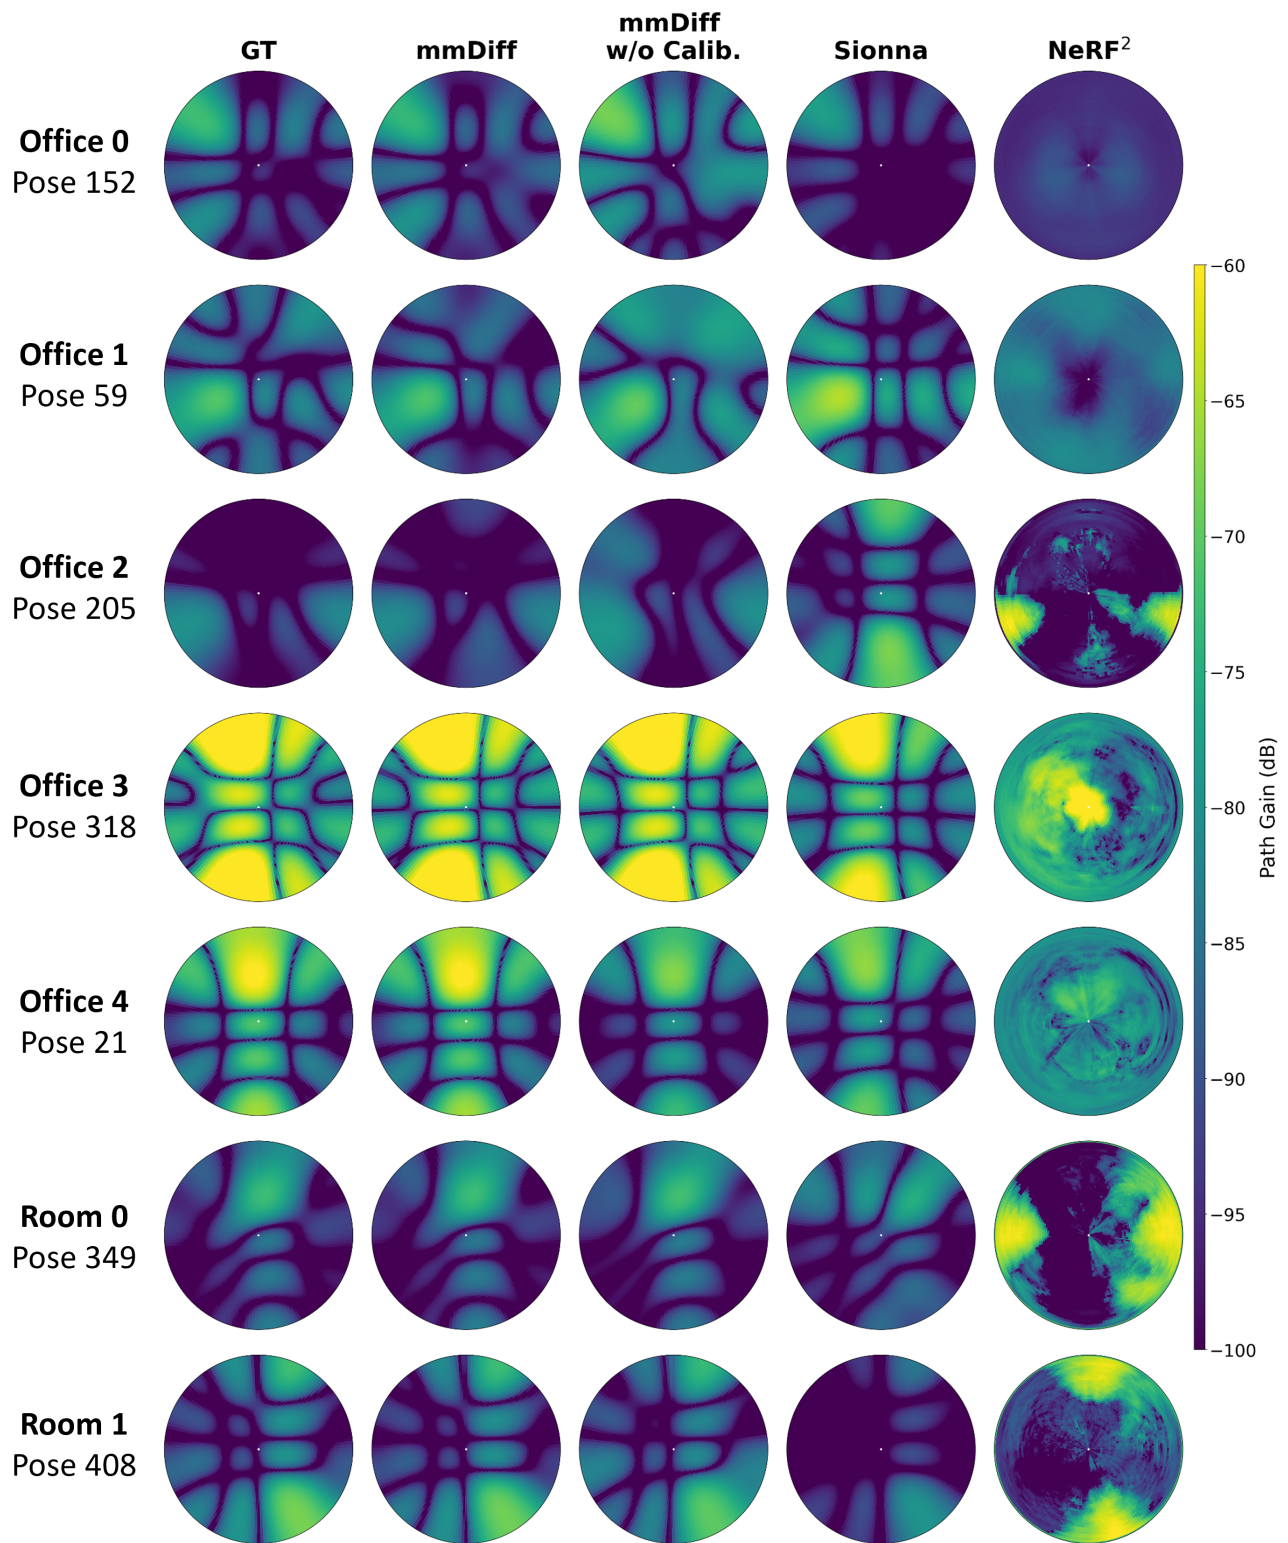 GT
mmDiff
mmDiff
w/o Calib.
Sionna
NeRF²
Office 0
Pose 152
Office 1
Pose 59
Office 2
Pose 205
Office 3
Pose 318
Office 4
Pose 21
Room 0
Pose 349
Room 1
Pose 408
−60
−65
−70
−75
−80
−85
−90
−95
−100
Path Gain (dB)